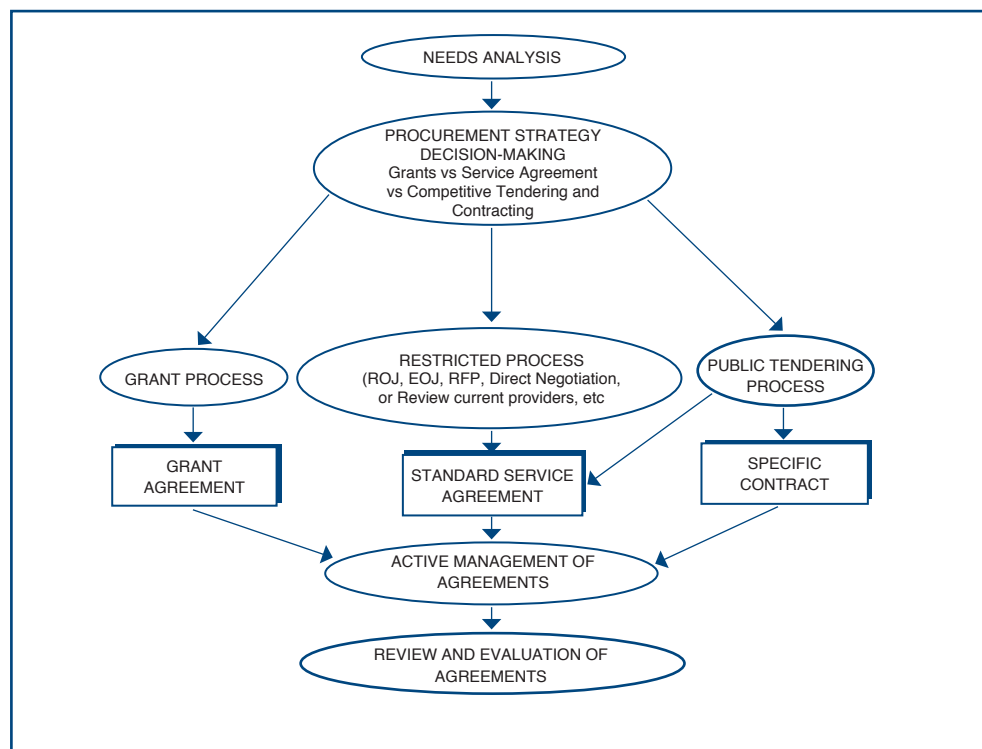 NEEDS ANALYSIS
PROCUREMENT STRATEGY
DECISION-MAKING
Grants vs Service Agreement
vs Competitive Tendering and
Contracting
GRANT PROCESS
RESTRICTED PROCESS
(ROJ, EOJ, RFP, Direct Negotiation,
or Review current providers, etc
PUBLIC TENDERING
PROCESS
GRANT
AGREEMENT
STANDARD SERVICE
AGREEMENT
SPECIFIC
CONTRACT
ACTIVE MANAGEMENT OF
AGREEMENTS
REVIEW AND EVALUATION OF
AGREEMENTS